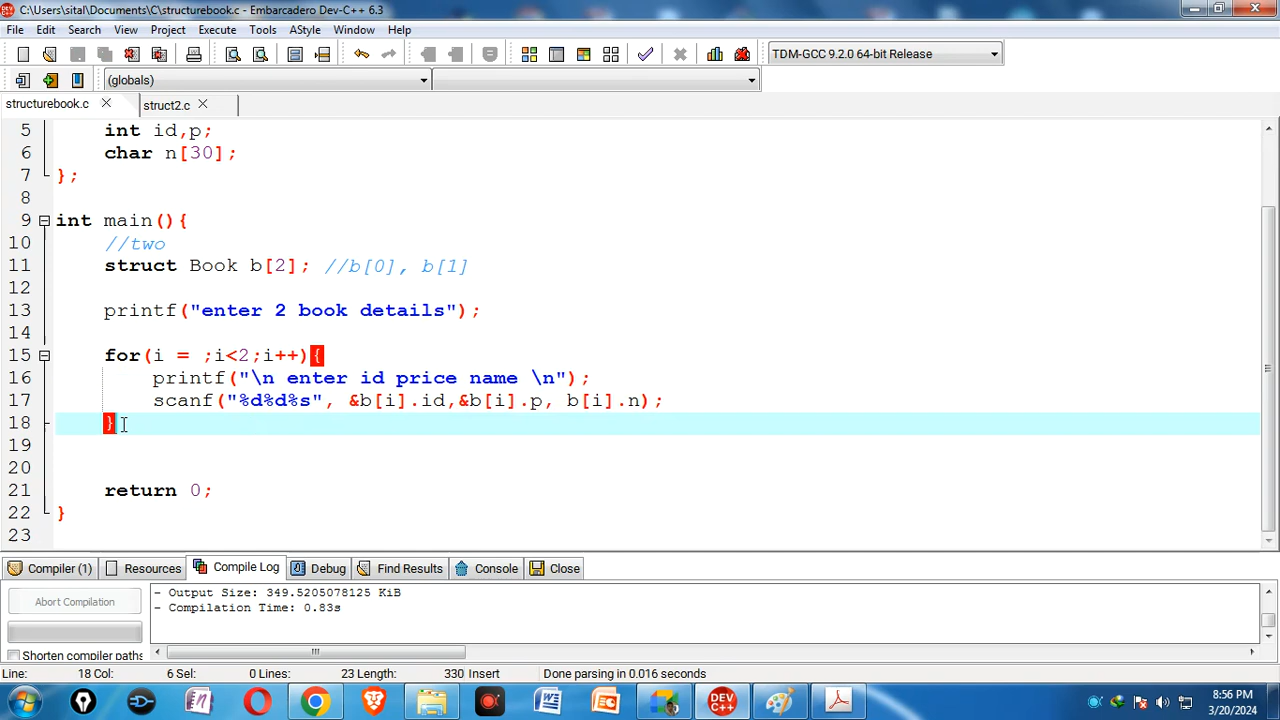 C:\Users\sital\Documents\C\structurebook.c - Embarcadero Dev-C++ 6.3
File Edit Search View Project Execute Tools AStyle Window Help
TDM-GCC 9.2.0 64-bit Release
(globals)
structurebook.c struct2.c
5 int id,p;
6 char n[30];
7 };
8
9 int main(){
10 //two
11 struct Book b[2]; //b[0], b[1]
12
13 printf("enter 2 book details");
14
15 for(i = ;i<2;i++){
16 printf("\n enter id price name \n");
17 scanf("%d%d%s", &b[i].id,&b[i].p, b[i].n);
18 }
19
20
21 return 0;
22 }
23
Compiler (1) Resources Compile Log Debug Find Results Console Close
Abort Compilation
- Output Size: 349.5205078125 KiB
- Compilation Time: 0.83s
Shorten compiler paths
Line: 18 Col: 6 Sel: 0 Lines: 23 Length: 330 Insert Done parsing in 0.016 seconds
8:56 PM
3/20/2024